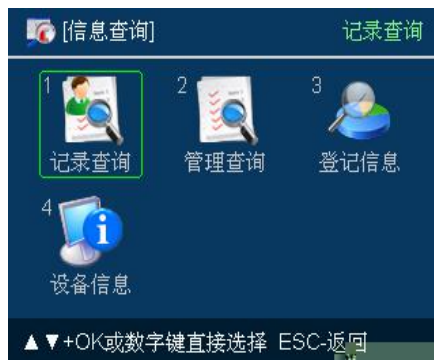 [信息查询] 记录查询
1 2 3
记录查询 管理查询 登记信息
4
设备信息
▲▼+OK或数字键直接选择 ESC-返回